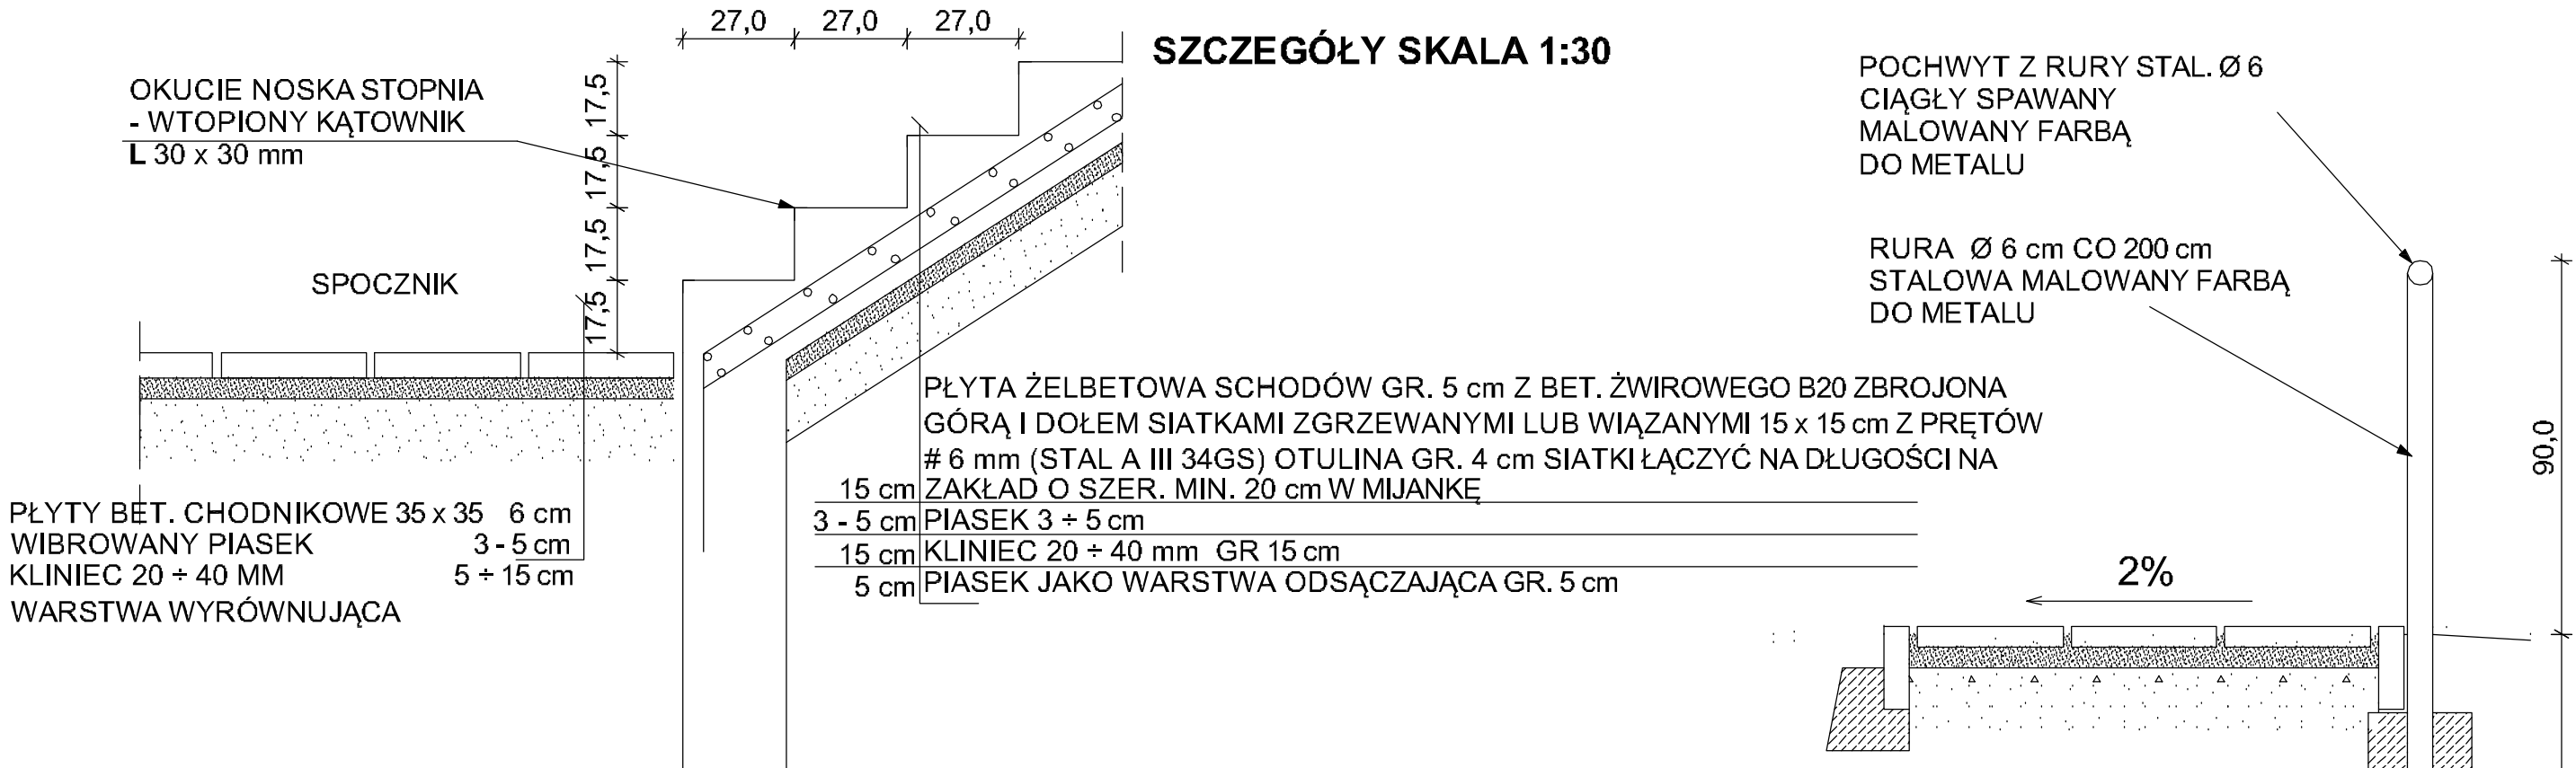 27,0 27,0 27,0
SZCZEGÓŁY SKALA 1:30
OKUCIE NOSKA STOPNIA
- WTOPIONY KĄTOWNIK
L 30 x 30 mm
17,5
17,5
17,5
17,5
SPOCZNIK
POCHWYT Z RURY STAL. Ø 6
CIĄGŁY SPAWANY
MALOWANY FARBĄ
DO METALU
RURA Ø 6 cm CO 200 cm
STALOWA MALOWANY FARBĄ
DO METALU
90,0
PŁYTA ŻELBETOWA SCHODÓW GR. 5 cm Z BET. ŻWIROWEGO B20 ZBROJONA
GÓRĄ I DOŁEM SIATKAMI ZGRZEWANYMI LUB WIĄZANYMI 15 x 15 cm Z PRĘTÓW
# 6 mm (STAL A III 34GS) OTULINA GR. 4 cm SIATKI ŁĄCZYĆ NA DŁUGOŚCI NA
15 cm ZAKŁAD O SZER. MIN. 20 cm W MIJANKĘ
3 - 5 cm PIASEK 3 ÷ 5 cm
15 cm KLINIEC 20 ÷ 40 mm GR 15 cm
5 cm PIASEK JAKO WARSTWA ODSĄCZAJĄCA GR. 5 cm
PŁYTY BET. CHODNIKOWE 35 x 35 6 cm
WIBROWANY PIASEK 3 - 5 cm
KLINIEC 20 ÷ 40 MM 5 ÷ 15 cm
WARSTWA WYRÓWNUJĄCA
2%